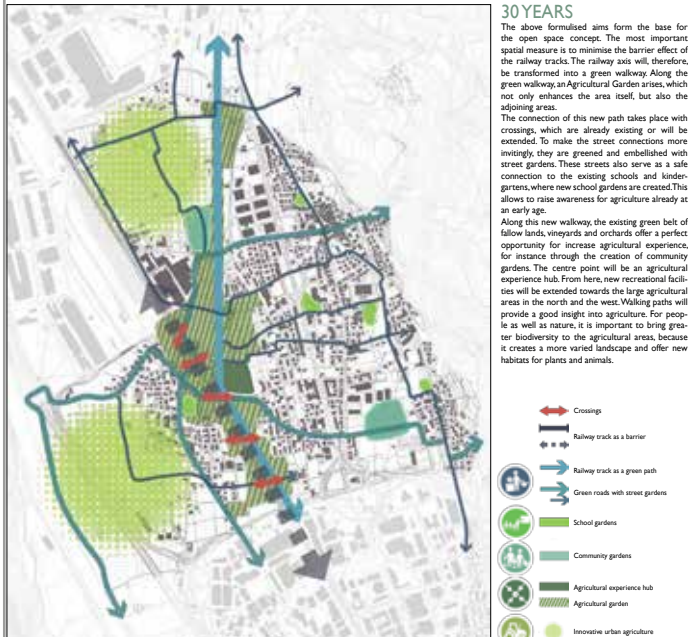 30 YEARS
The above formulised aims form the base for
the open space concept. The most important
spatial measure is to minimise the barrier effect of
the railway tracks. The railway axis will, therefore,
be transformed into a green walkway. Along the
green walkway, an Agricultural Garden arises, which
not only enhances the area itself, but also the
adjoining areas.
The connection of this new path takes place with
crossings, which are already existing or will be
extended. To make the street connections more
invitingly, they are greened and embellished with
street gardens. These streets also serve as a safe
connection to the existing schools and kinder-
gartens, where new school gardens are created. This
allows to raise awareness for agriculture already at
an early age.
Along this new walkway, the existing green belt of
fallow lands, vineyards and orchards offer a perfect
opportunity for increase agricultural experience,
for instance through the creation of community
gardens. The centre point will be an agricultural
experience hub. From here, new recreational facili-
ties will be extended towards the large agricultural
areas in the north and the west. Walking paths will
provide a good insight into agriculture. For peop-
le as well as nature, it is important to bring grea-
ter biodiversity to the agricultural areas, because
it creates a more varied landscape and offer new
habitats for plants and animals.
Crossings
Railway track as a barrier
Railway track as a green path
Green roads with street gardens
School gardens
Community gardens
Agricultural experience hub
Agricultural garden
Innovative urban agriculture